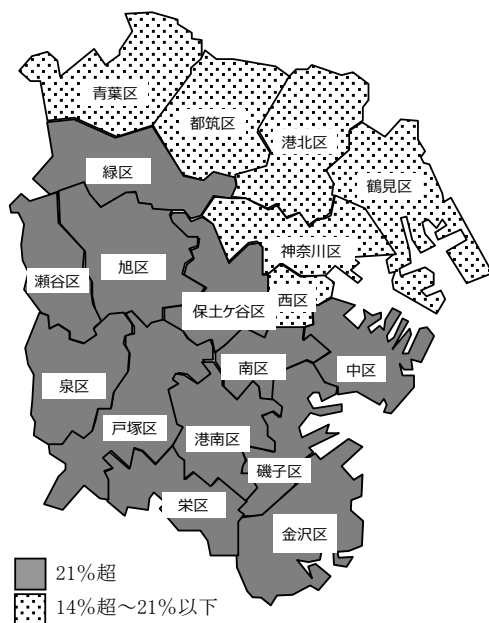 青葉区
都筑区
港北区
鶴見区
緑区
神奈川区
旭区
瀬谷区
西区
保土ケ谷区
南区
中区
泉区
戸塚区
港南区
磯子区
栄区
金沢区
21%超
14%超~21%以下